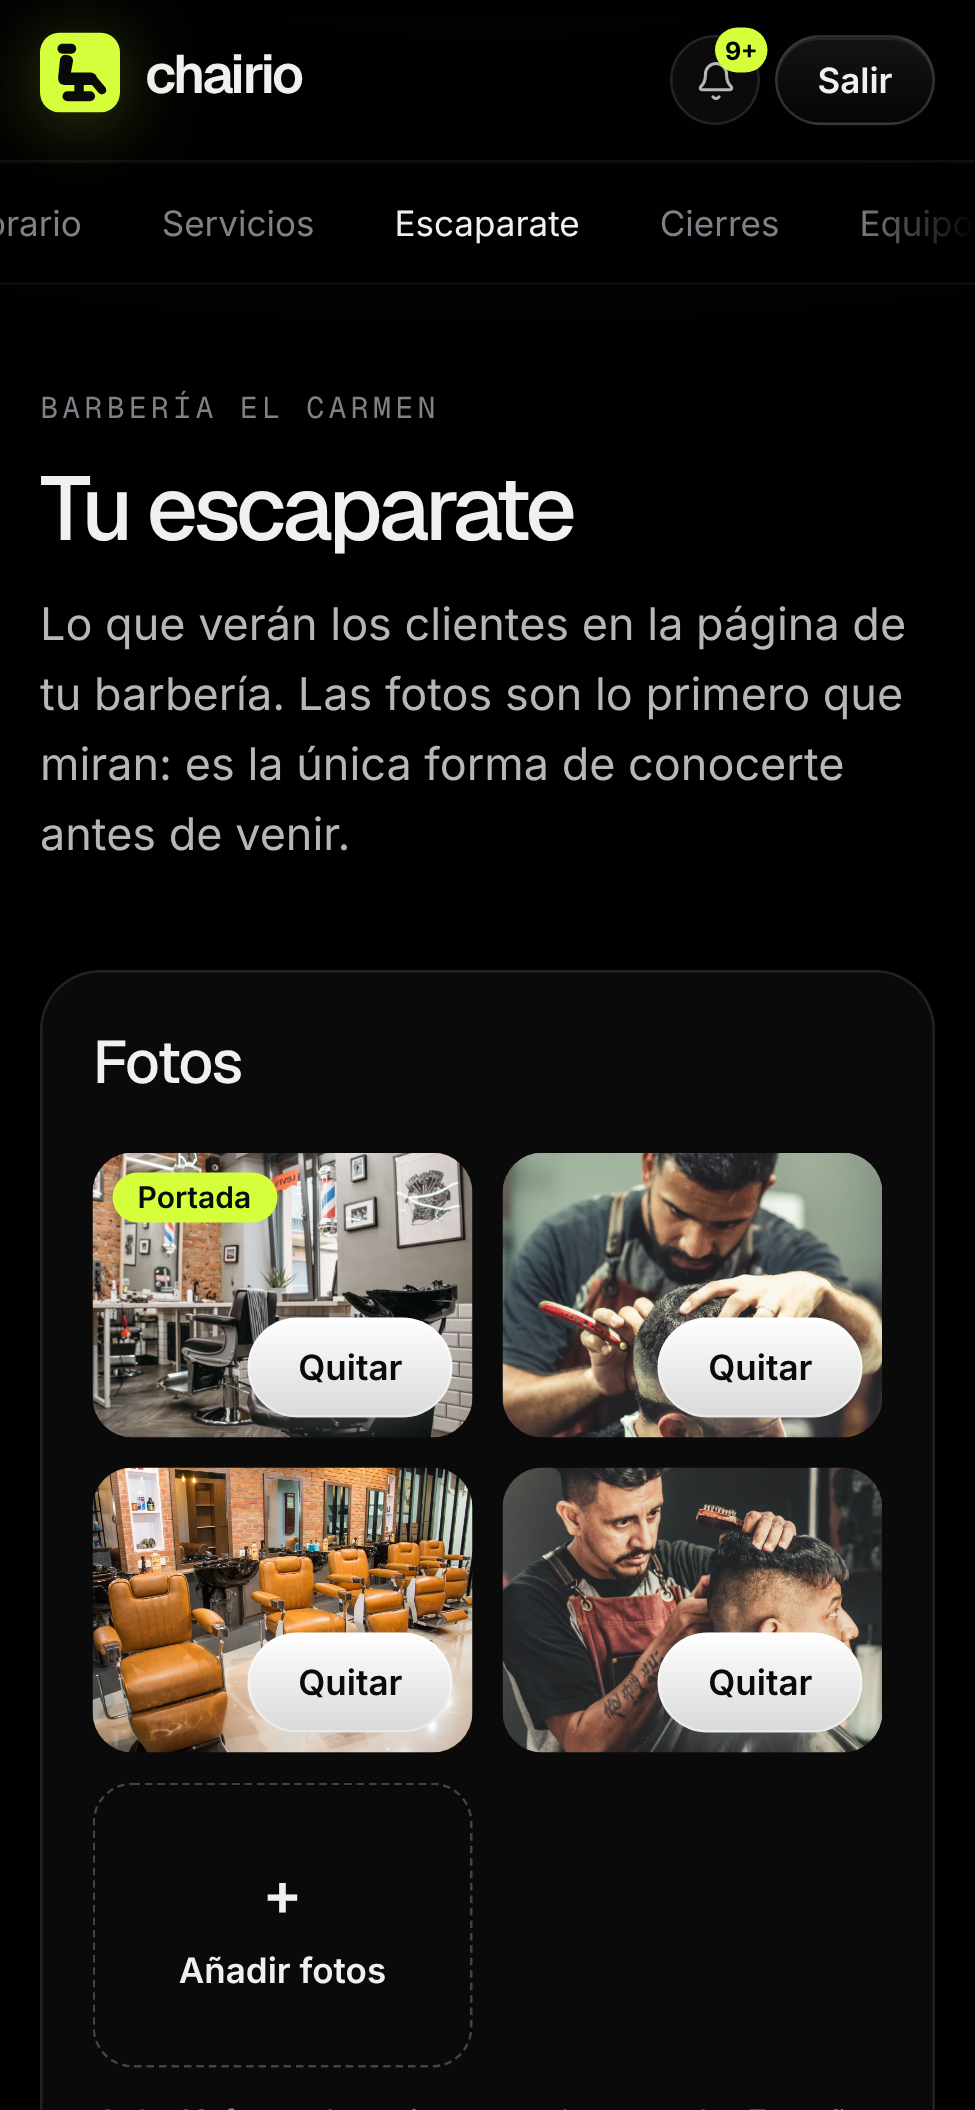 chairio
9+
Salir
Servicios
Escaparate
Cierres
Equipo
BARBERÍA EL CARMEN
Tu escaparate
Lo que verán los clientes en la página de
tu barbería. Las fotos son lo primero que
miran: es la única forma de conocerte
antes de venir.
Fotos
Portada
Quitar
Quitar
Quitar
Quitar
+
Añadir fotos